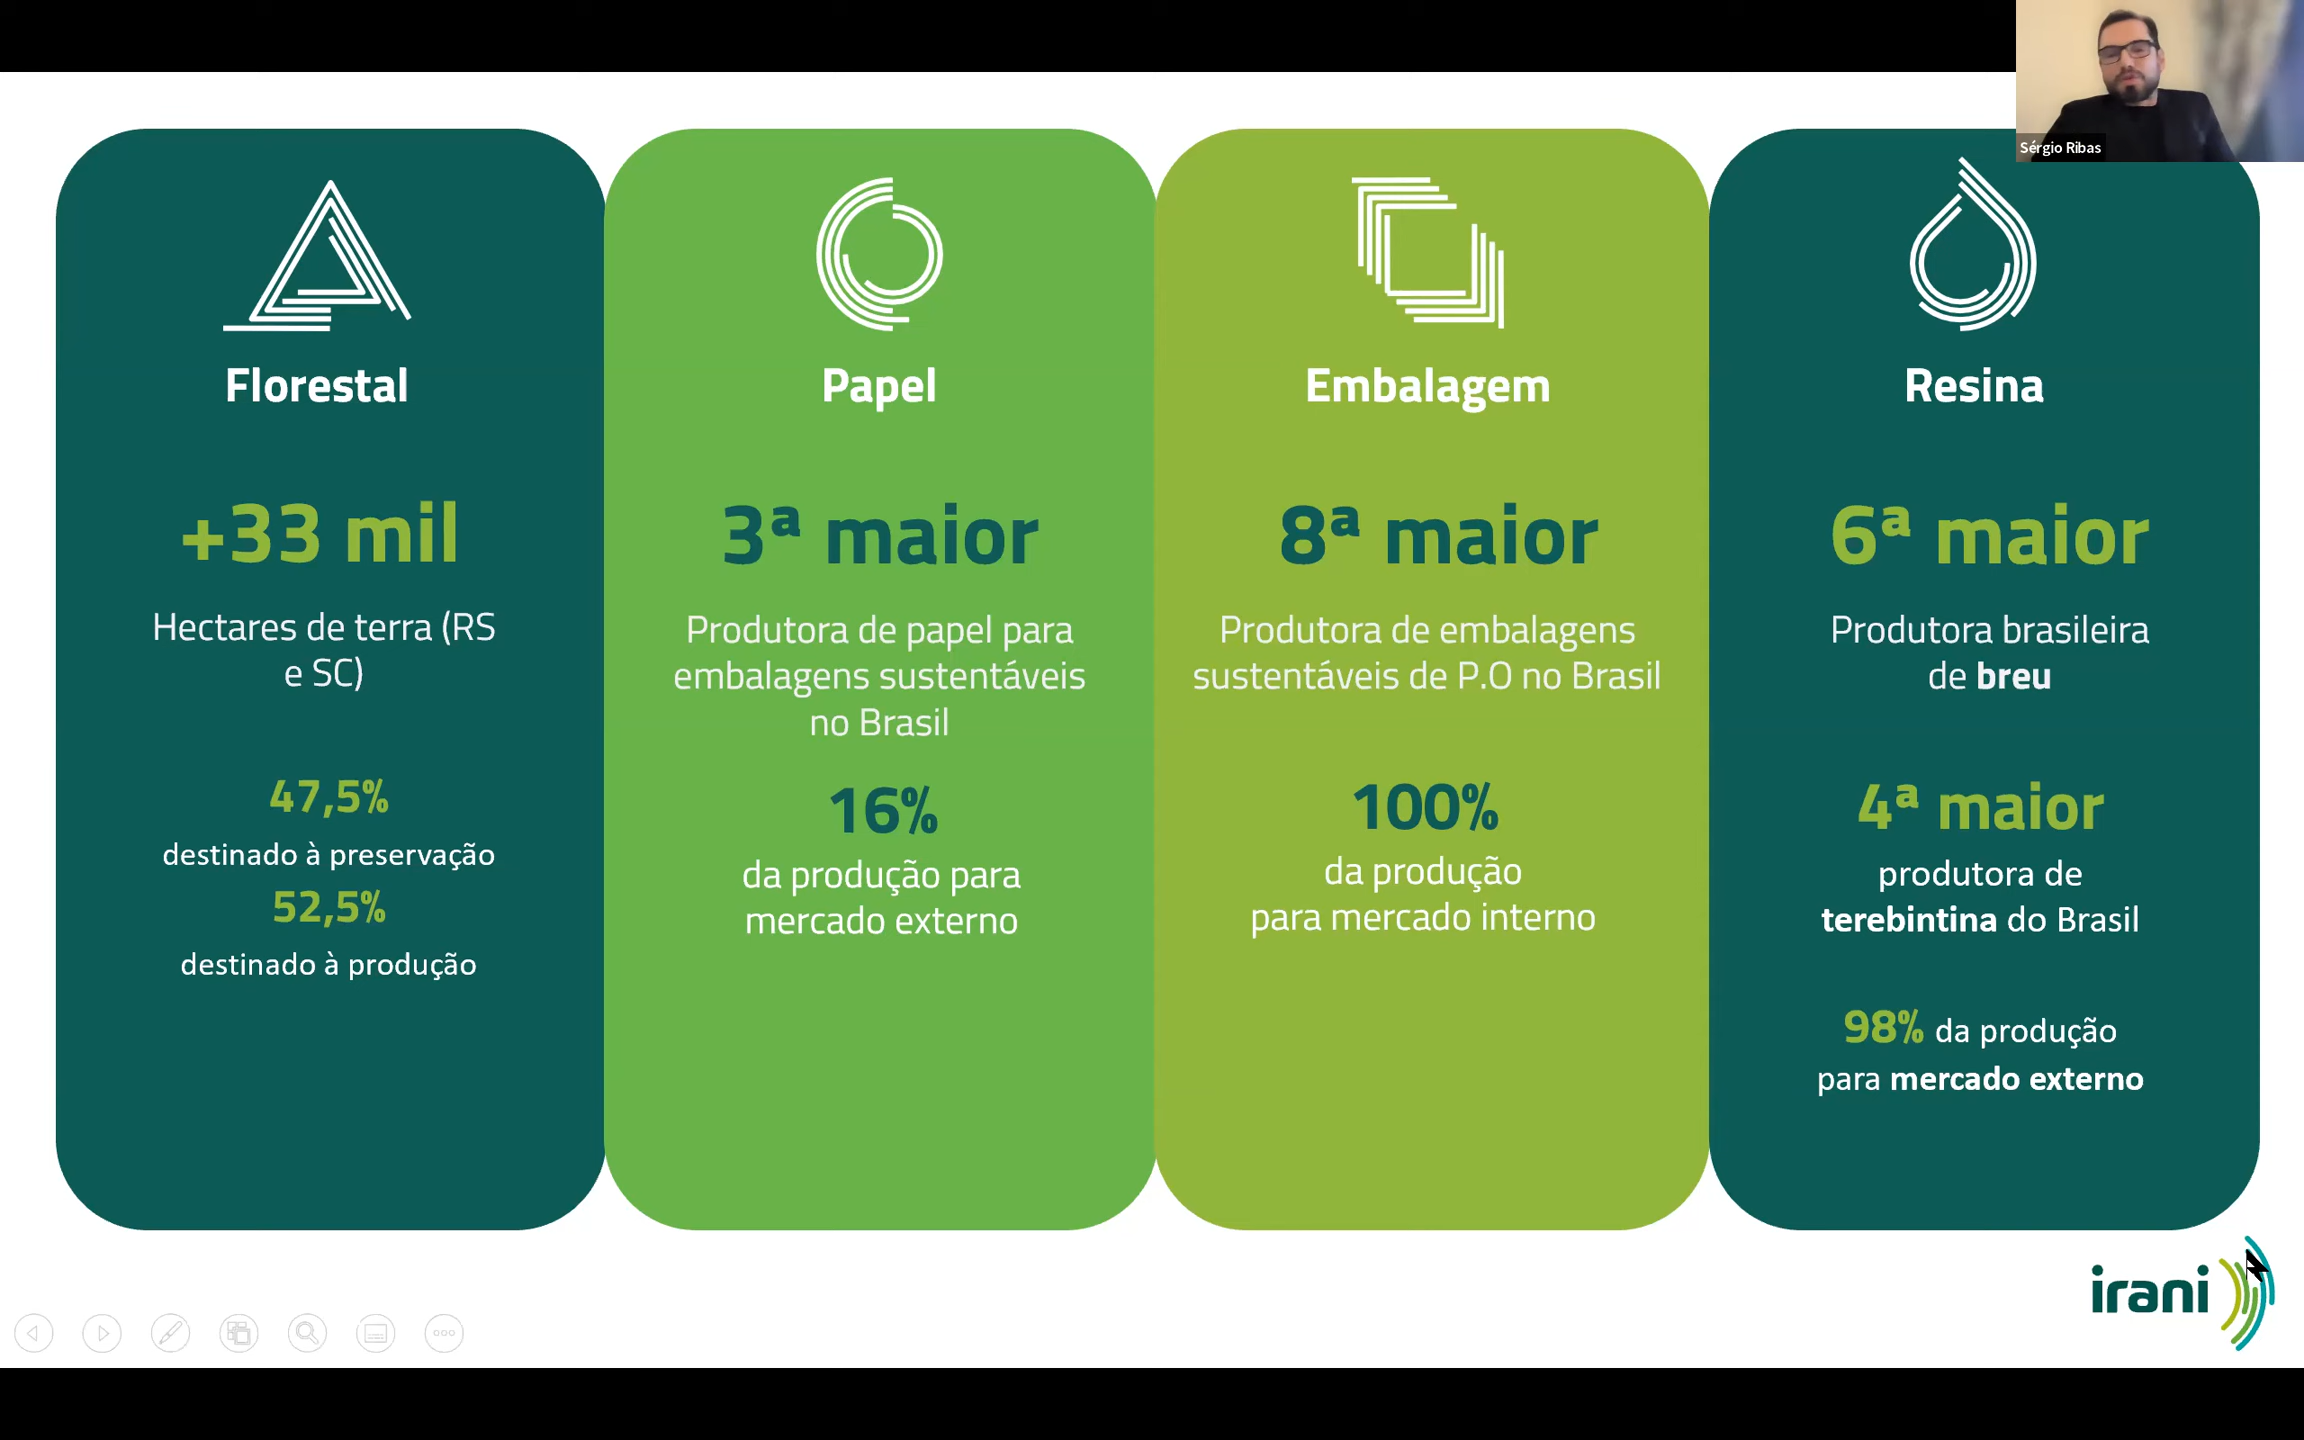 Sérgio Ribas
Florestal
+33 mil
Hectares de terra (RS
e SC)
47,5%
destinado à preservação
52,5%
destinado à produção
Papel
3ª maior
Produtora de papel para
embalagens sustentáveis
no Brasil
16%
da produção para
mercado externo
Embalagem
8ª maior
Produtora de embalagens
sustentáveis de P.O no Brasil
100%
da produção
para mercado interno
Resina
6ª maior
Produtora brasileira
de breu
4ª maior
produtora de
terebintina do Brasil
98% da produção
para mercado externo
irani